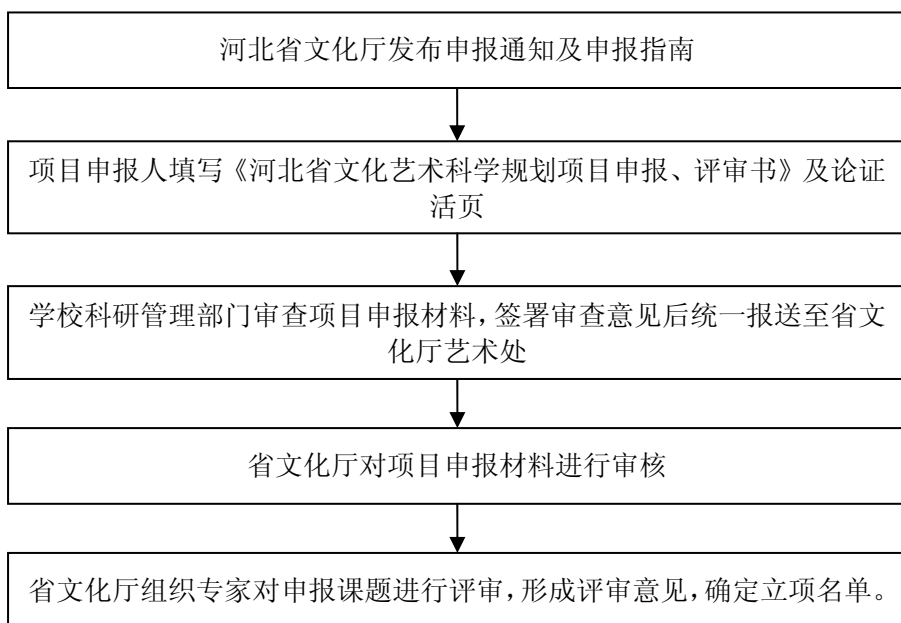 河北省文化厅发布申报通知及申报指南
项目申报人填写《河北省文化艺术科学规划项目申报、评审书》及论证
活页
学校科研管理部门审查项目申报材料,签署审查意见后统一报送至省文
化厅艺术处
省文化厅对项目申报材料进行审核
省文化厅组织专家对申报课题进行评审,形成评审意见,确定立项名单。